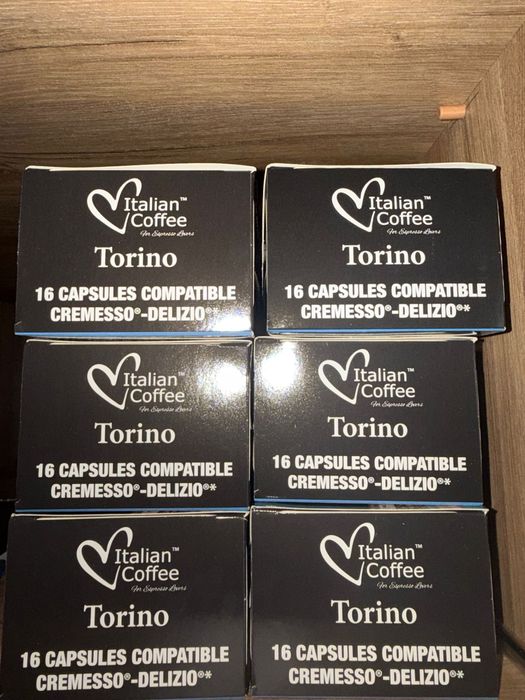 Italian™
Coffee
For Espresso Lovers
Torino
16 CAPSULES COMPATIBLE
CREMESSO®-DELIZIO®*
Italian™
Coffee
For Espresso Lovers
Torino
16 CAPSULES COMPATIBLE
CREMESSO®-DELIZIO®*
Italian™
Coffee
For Espresso Lovers
Torino
16 CAPSULES COMPATIBLE
CREMESSO®-DELIZIO®*
Italian™
Coffee
For Espresso Lovers
Torino
16 CAPSULES COMPATIBLE
CREMESSO®-DELIZIO®*
Italian™
Coffee
For Espresso Lovers
Torino
16 CAPSULES COMPATIBLE
CREMESSO®-DELIZIO®*
Italian™
Coffee
For Espresso Lovers
Torino
16 CAPSULES COMPATIBLE
CREMESSO®-DELIZIO®*